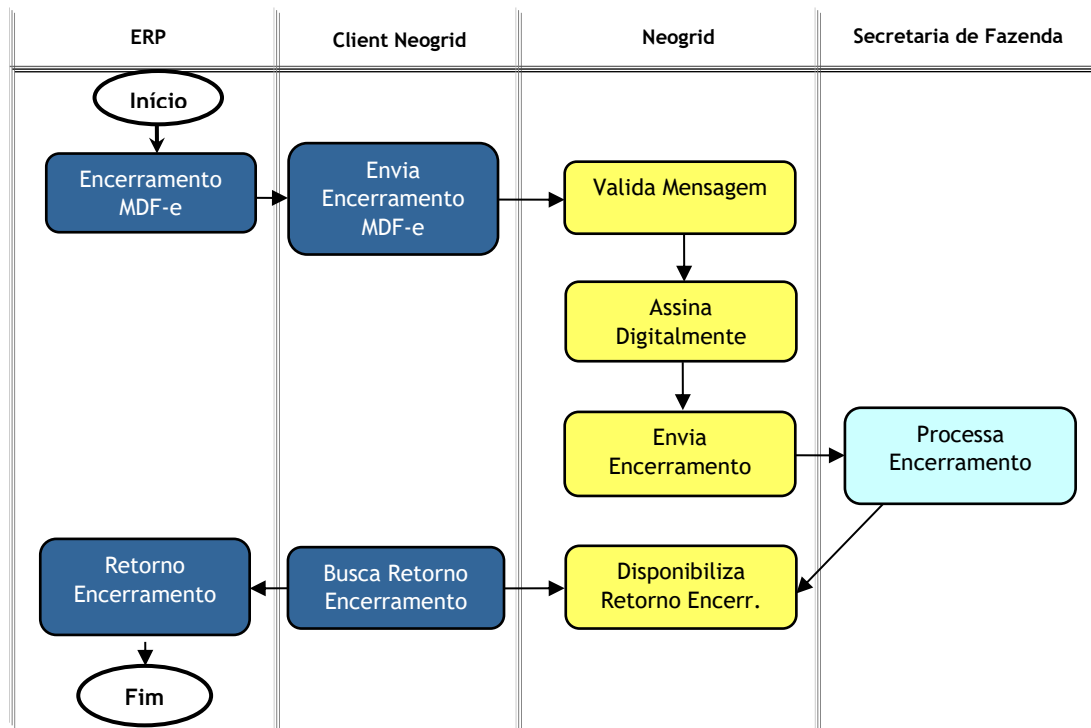 ERP
Client Neogrid
Neogrid
Secretaria de Fazenda
Início
Encerramento
MDF-e
Envia
Encerramento
MDF-e
Valida Mensagem
Assina
Digitalmente
Envia
Encerramento
Processa
Encerramento
Retorno
Encerramento
Busca Retorno
Encerramento
Disponibiliza
Retorno Encerr.
Fim